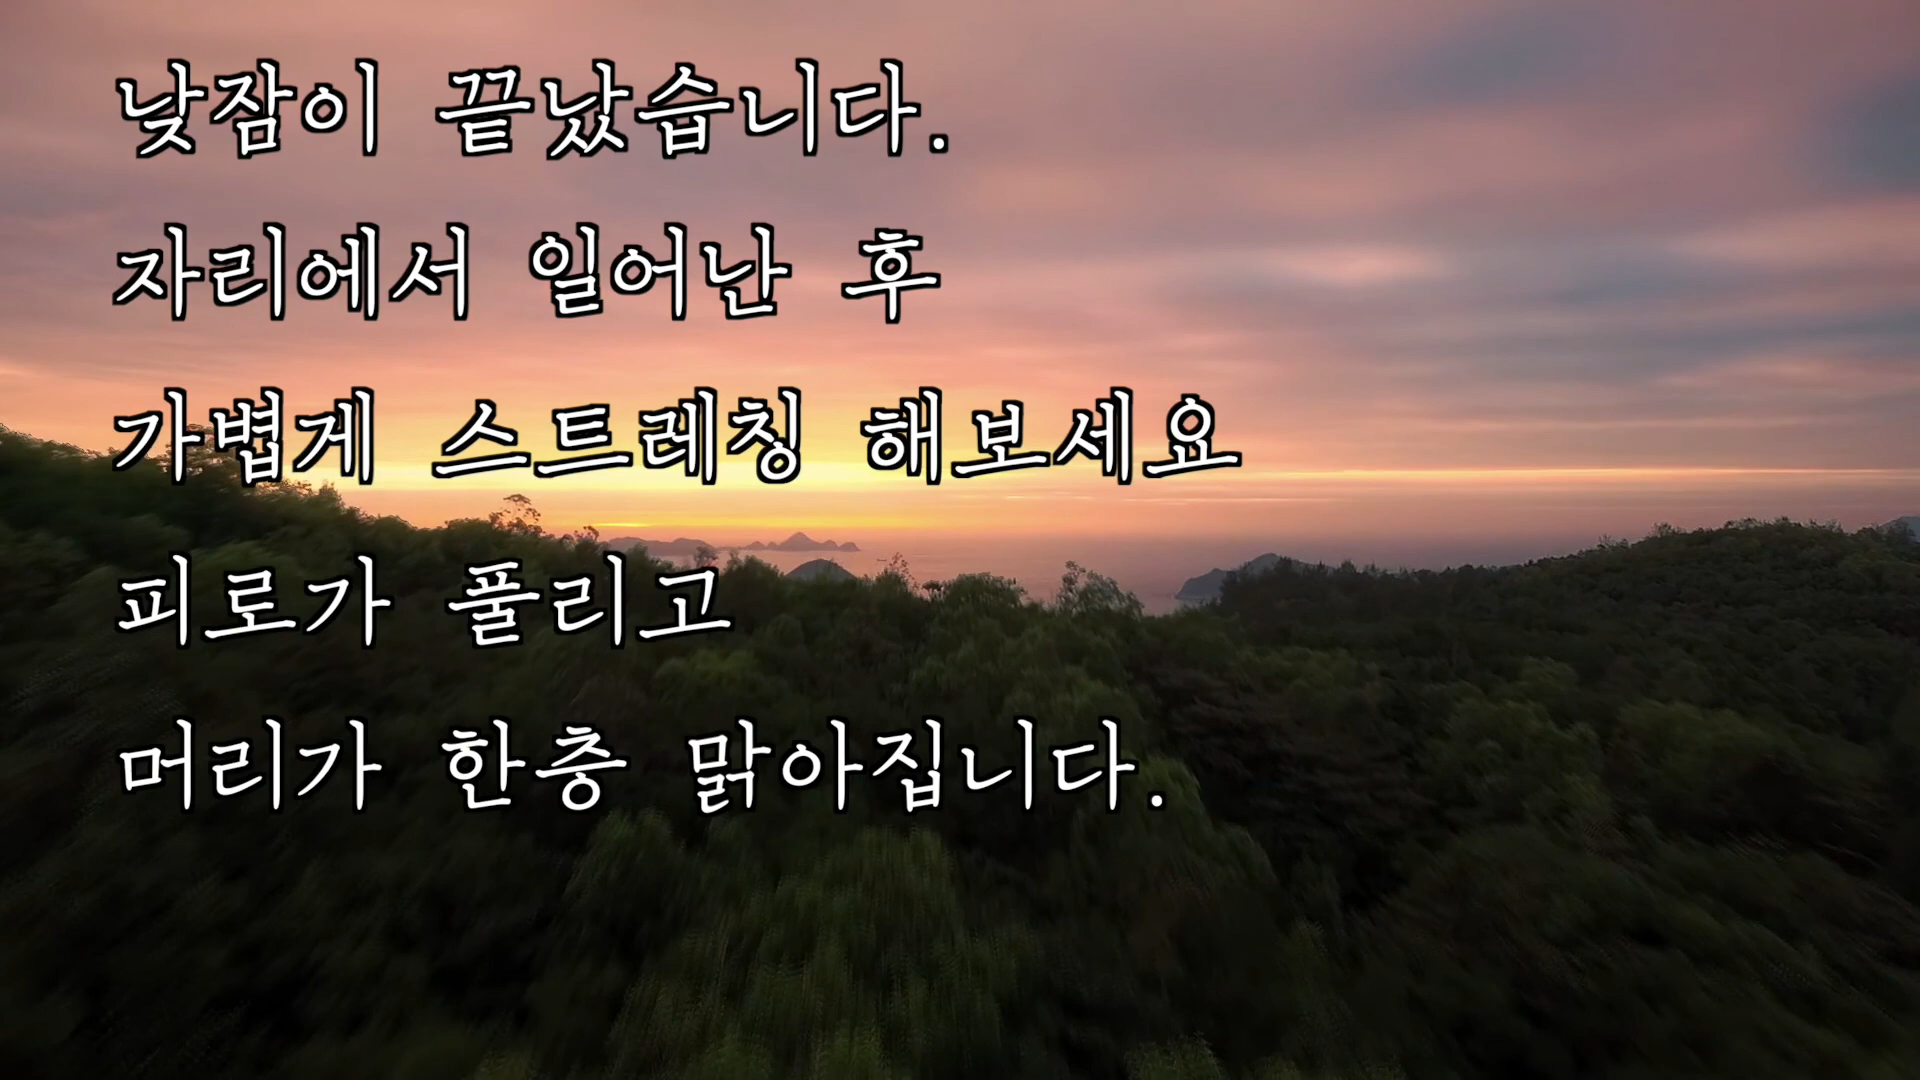 낮잠이 끝났습니다.
자리에서 일어난 후
가볍게 스트레칭 해보세요
피로가 풀리고
머리가 한층 맑아집니다.